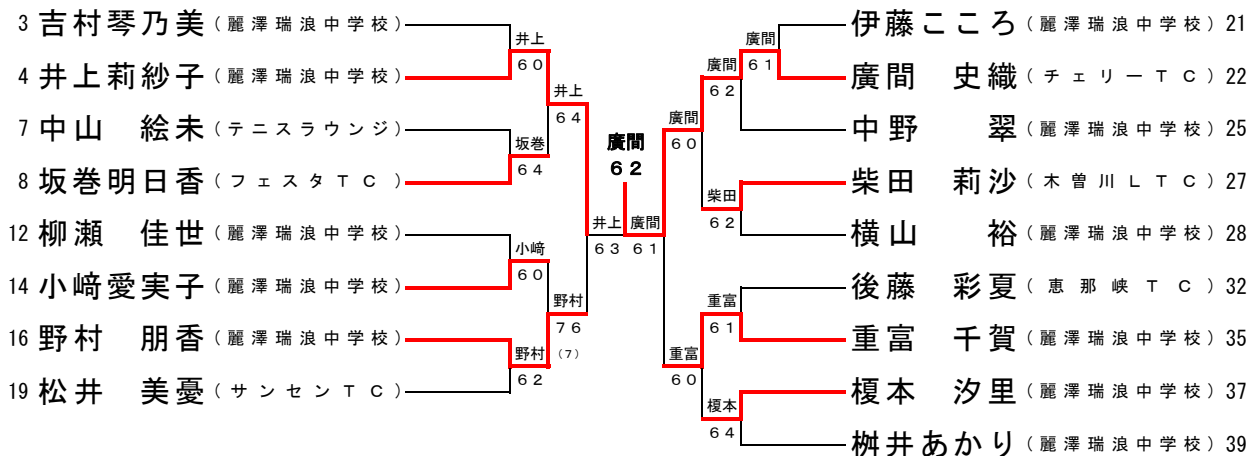 3 吉村琴乃美 (麗澤瑞浪中学校)
4 井上莉紗子 (麗澤瑞浪中学校)
7 中山 絵未 (テニスラウンジ)
8 坂巻明日香 (フェスタTC)
12 柳瀬 佳世 (麗澤瑞浪中学校)
14 小﨑愛実子 (麗澤瑞浪中学校)
16 野村 朋香 (麗澤瑞浪中学校)
19 松井 美憂 (サンセンTC)
井上
60
坂巻
64
小﨑
60
野村
62
井上
64
野村
76
(7)
井上
63
廣間
62
廣間
61
廣間
60
重富
60
廣間
62
柴田
62
重富
61
榎本
64
廣間
61
伊藤こころ (麗澤瑞浪中学校) 21
廣間 史織 (チェリーTC) 22
中野 翠 (麗澤瑞浪中学校) 25
柴田 莉沙 (木曽川LTC) 27
横山 裕 (麗澤瑞浪中学校) 28
後藤 彩夏 (恵那峡TC) 32
重富 千賀 (麗澤瑞浪中学校) 35
榎本 汐里 (麗澤瑞浪中学校) 37
桝井あかり (麗澤瑞浪中学校) 39